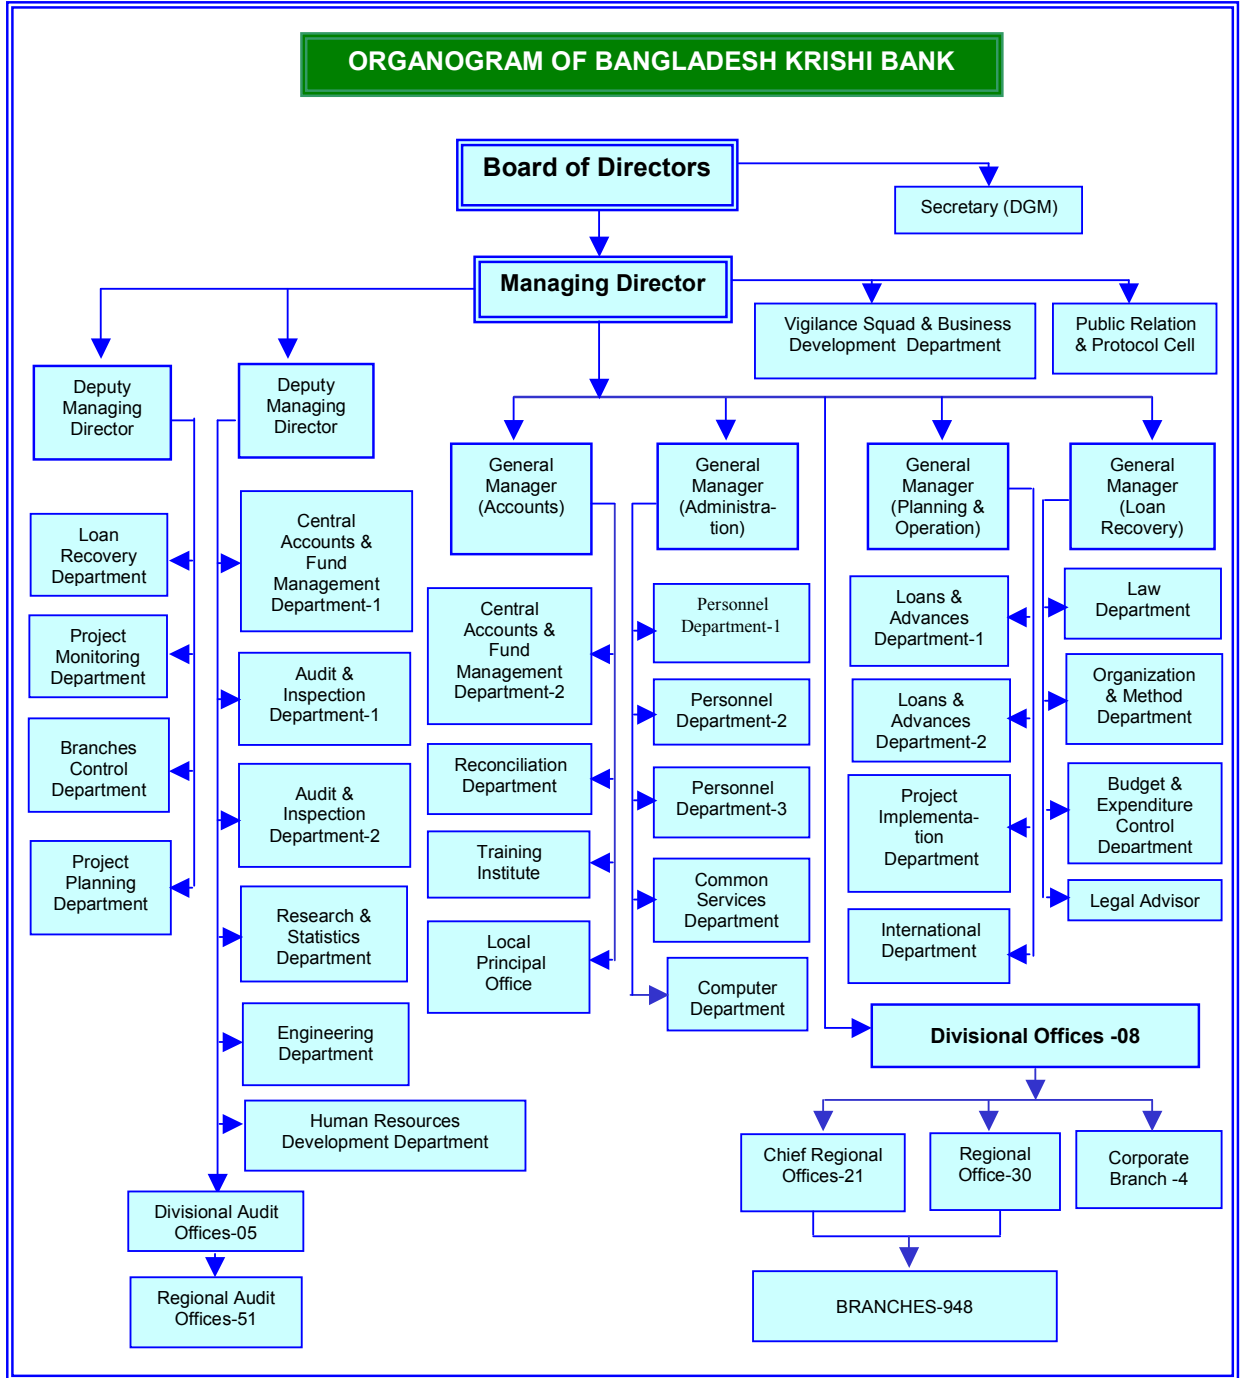 ORGANOGRAM OF BANGLADESH KRISHI BANK
Board of Directors
Secretary (DGM)
Managing Director
Vigilance Squad & Business
Development Department
Public Relation
& Protocol Cell
Deputy
Managing
Director
Deputy
Managing
Director
General
Manager
(Accounts)
General
Manager
(Administra-
tion)
General
Manager
(Planning &
Operation)
General
Manager
(Loan
Recovery)
Loan
Recovery
Department
Project
Monitoring
Department
Branches
Control
Department
Project
Planning
Department
Central
Accounts &
Fund
Management
Department-1
Audit &
Inspection
Department-1
Audit &
Inspection
Department-2
Research &
Statistics
Department
Engineering
Department
Human Resources
Development Department
Divisional Audit
Offices-05
Regional Audit
Offices-51
Central
Accounts &
Fund
Management
Department-2
Reconciliation
Department
Training
Institute
Local
Principal
Office
Personnel
Department-1
Personnel
Department-2
Personnel
Department-3
Common
Services
Department
Computer
Department
Loans &
Advances
Department-1
Loans &
Advances
Department-2
Project
Implementa-
tion
Department
International
Department
Law
Department
Organization
& Method
Department
Budget &
Expenditure
Control
Department
Legal Advisor
Divisional Offices -08
Chief Regional
Offices-21
Regional
Office-30
Corporate
Branch -4
BRANCHES-948